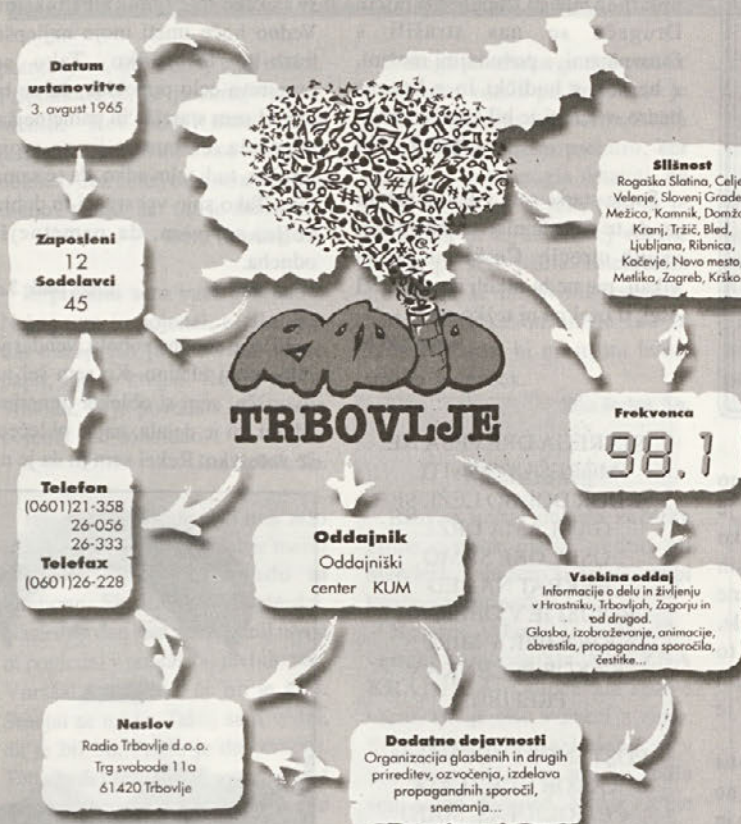 Datum
ustanovitve
3. avgust 1965
Zaposleni
12
Sodelavci
45
Telefon
(0601)21-358
26-056
26-333
Telefax
(0601)26-228
Naslov
Radio Trbovlje d.o.o.
Trg svobode 11a
61420 Trbovlje
RADIO
TRBOVLJE
Oddajnik
Oddajniški
center KUM
Dodatne dejavnosti
Organizacija glasbenih in drugih
prireditev, ozvočenja, izdelava
propagandnih sporočil,
snemanja...
Slišnost
Rogaška Slatina, Celje
Velenje, Slovenj Grade
Mežica, Kamnik, Domža
Kranj, Tržič, Bled,
Ljubljana, Ribnica,
Kočevje, Novo mesto,
Metlika, Zagreb, Krško
Frekvenca
98.1
Vsebina oddaj
Informacije o delu in življenju
v Hrastniku, Trbovljah, Zagorju in
od drugod.
Glasba, izobraževanje, animacije,
obvestila, propagandna sporočila,
čestitke...